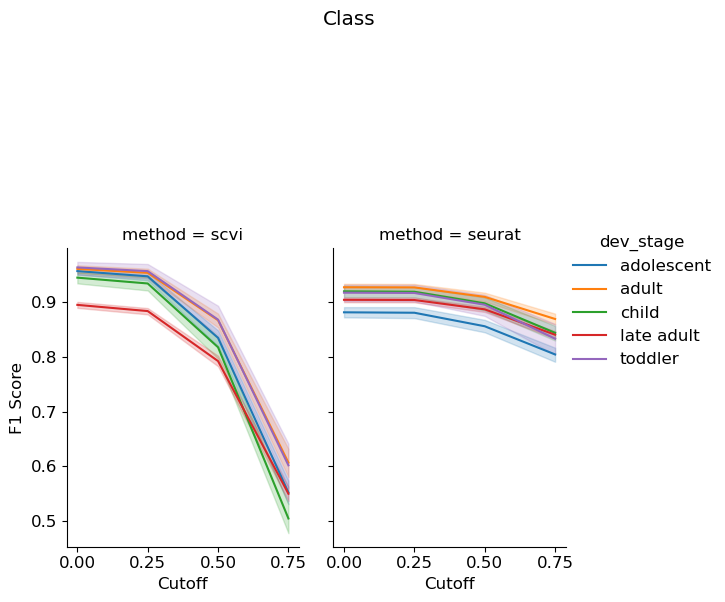 Class
method = scvi
method = seurat
dev_stage
adolescent
adult
child
late adult
toddler
F1 Score
0.9
0.8
0.7
0.6
0.5
0.00 0.25 0.50 0.75
0.00 0.25 0.50 0.75
Cutoff
Cutoff